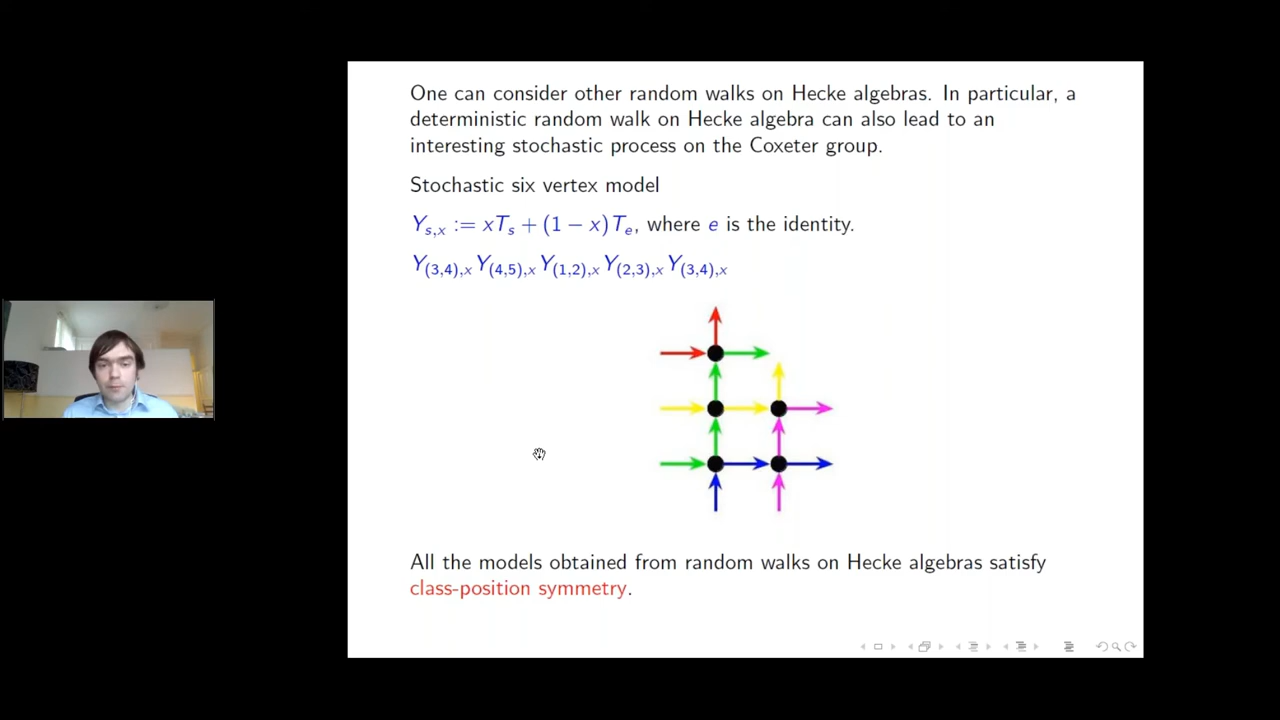 One can consider other random walks on Hecke algebras. In particular, a
deterministic random walk on Hecke algebra can also lead to an
interesting stochastic process on the Coxeter group.
Stochastic six vertex model
Y_{s,x} := xT_s + (1 − x)T_e, where e is the identity.
Y_{(3,4),x} Y_{(4,5),x} Y_{(1,2),x} Y_{(2,3),x} Y_{(3,4),x}
All the models obtained from random walks on Hecke algebras satisfy
class-position symmetry.